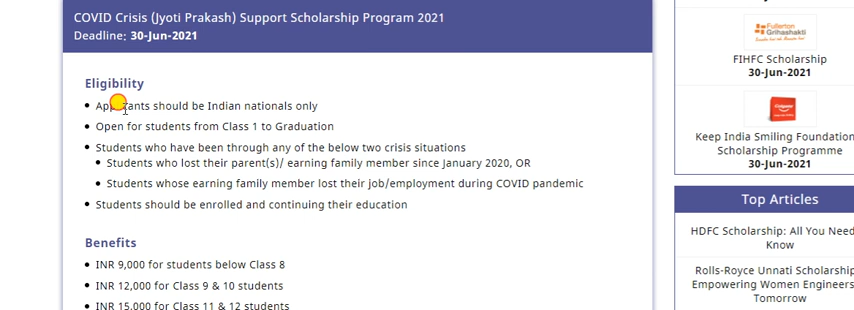 COVID Crisis (Jyoti Prakash) Support Scholarship Program 2021
Deadline: 30-Jun-2021
Eligibility
should be Indian nationals only
Open for students from Class 1 to Graduation
Students who have been through any of the below two crisis situations
Students who lost their parent(s)/ earning family member since January 2020, OR
Students whose earning family member lost their job/employment during COVID pandemic
Students should be enrolled and continuing their education
Benefits
INR 9,000 for students below Class 8
INR 12,000 for Class 9 & 10 students
INR 15,000 for Class 11 & 12 students
Fullerton
Grihashakti
FIHFC Scholarship
30-Jun-2021
Colgate
Keep India Smiling Foundation
Scholarship Programme
30-Jun-2021
Top Articles
HDFC Scholarship: All You Need
Know
Rolls-Royce Unnati Scholarship
Empowering Women Engineers
Tomorrow